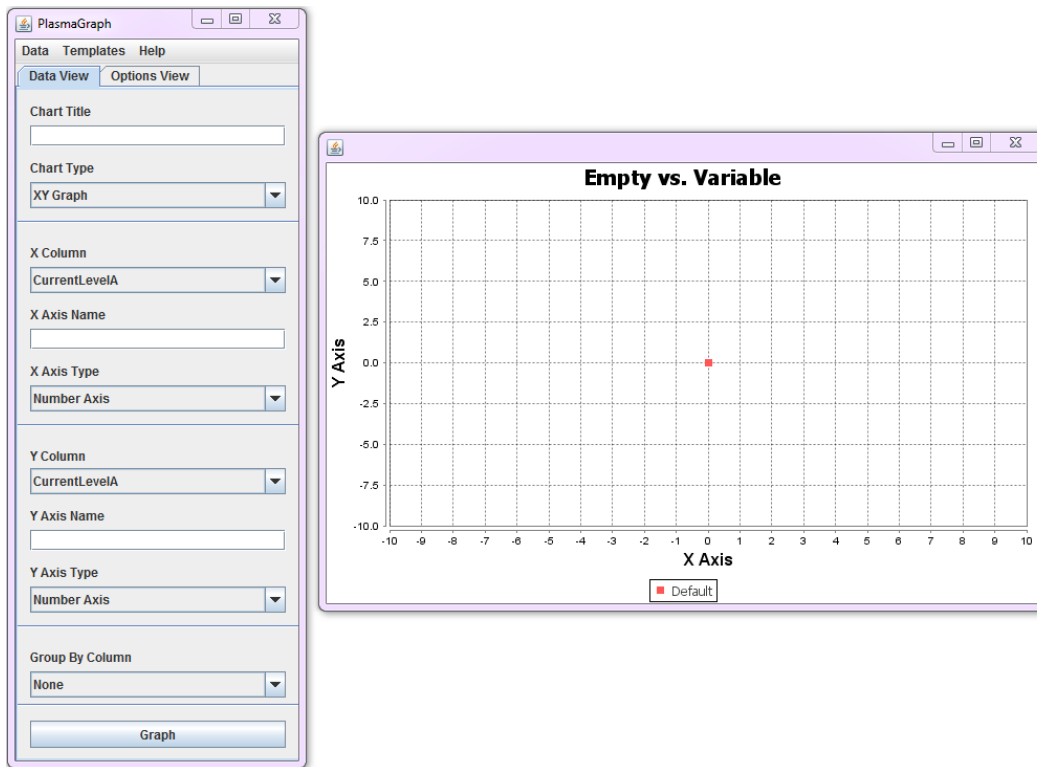 PlasmaGraph
Data Templates Help
Data View Options View
Chart Title
Chart Type
XY Graph
X Column
CurrentLevelA
X Axis Name
X Axis Type
Number Axis
Y Column
CurrentLevelA
Y Axis Name
Y Axis Type
Number Axis
Group By Column
None
Graph
Empty vs. Variable
10.0
7.5
5.0
2.5
0.0
-2.5
-5.0
-7.5
-10.0
Y Axis
-10 -9 -8 -7 -6 -5 -4 -3 -2 -1 0 1 2 3 4 5 6 7 8 9 10
X Axis
Default